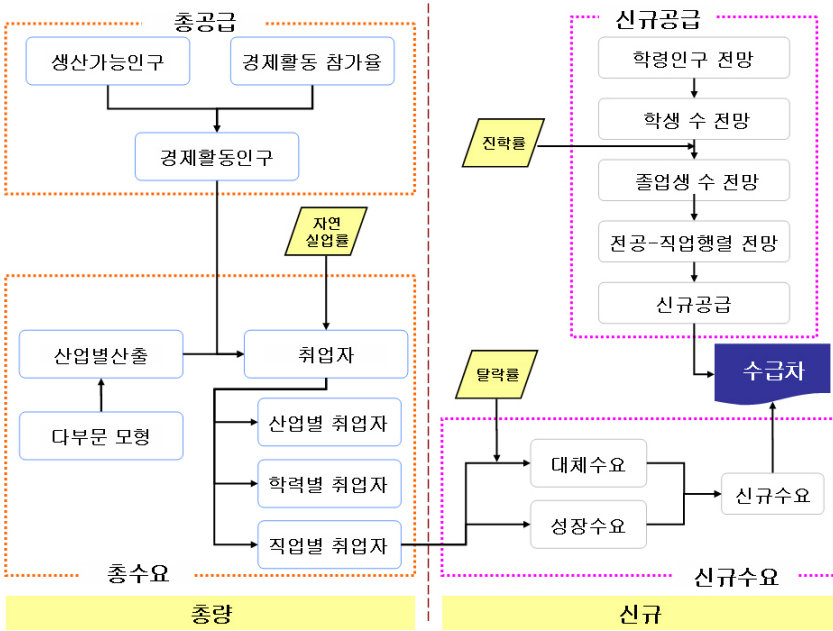 총공급
생산가능인구
경제활동 참가율
경제활동인구
자연
실업률
산업별산출
취업자
다부문 모형
산업별 취업자
학력별 취업자
직업별 취업자
총수요
총량
신규공급
학령인구 전망
학생 수 전망
진학률
졸업생 수 전망
전공-직업행렬 전망
신규공급
수급차
탈락률
대체수요
성장수요
신규수요
신규수요
신규